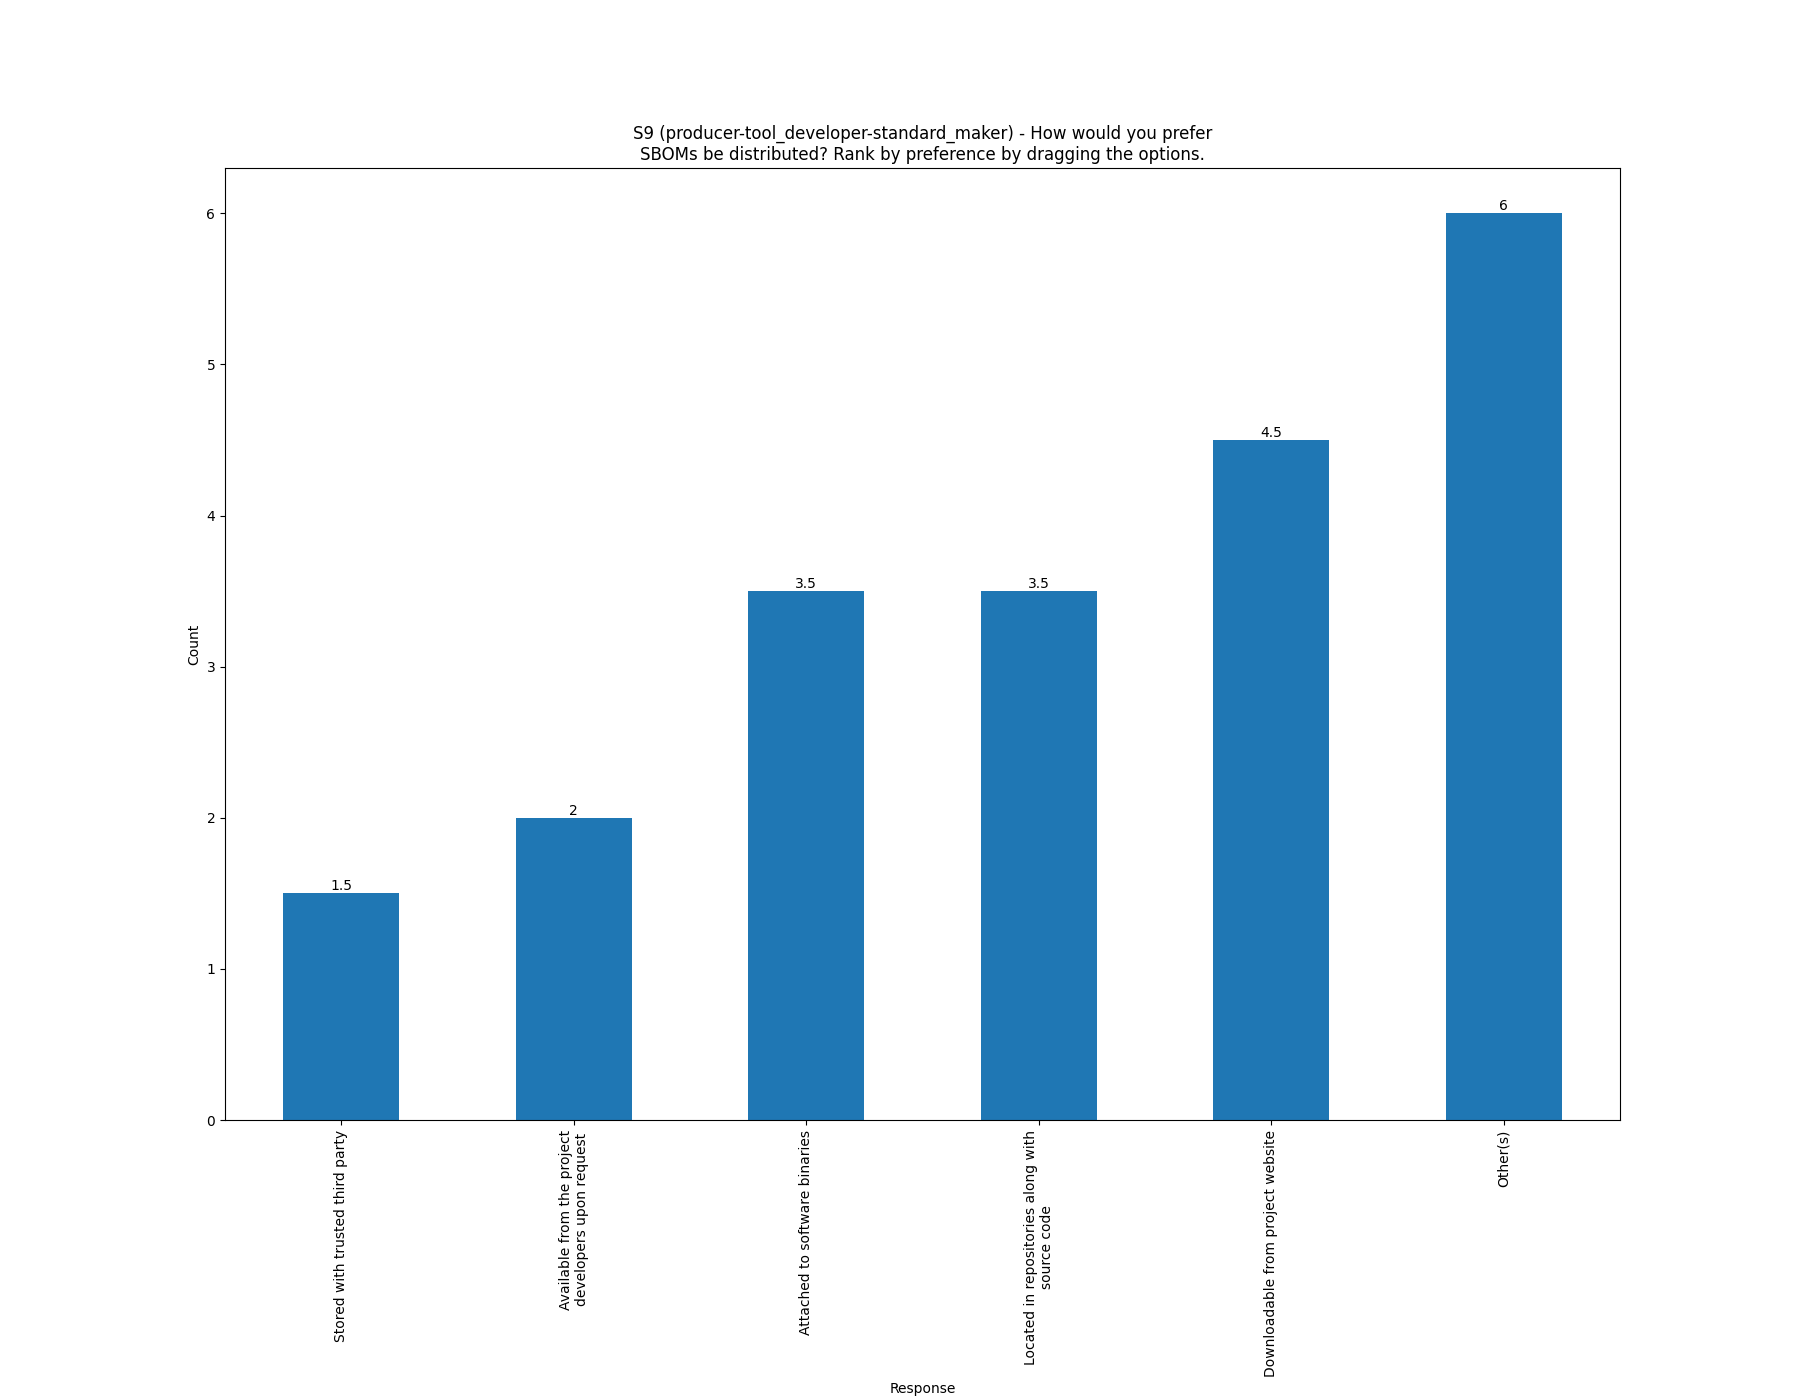 S9 (producer-tool_developer-standard_maker) - How would you prefer
SBOMs be distributed? Rank by preference by dragging the options.
Count
6
5
4
3
2
1
0
1.5
2
3.5
3.5
4.5
6
Stored with trusted third party
Available from the project
developers upon request
Attached to software binaries
Located in repositories along with
source code
Downloadable from project website
Other(s)
Response